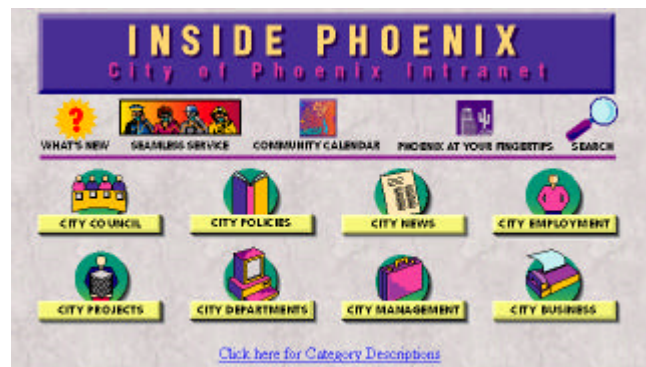 INSIDE PHOENIX
City of Phoenix Intranet
?
WHAT'S NEW SEAMLESS SERVICE COMMUNITY CALENDAR PHOENIX AT YOUR FINGERTIPS SEARCH
CITY COUNCIL CITY POLICIES CITY NEWS CITY EMPLOYMENT
CITY PROJECTS CITY DEPARTMENTS CITY MANAGEMENT CITY BUSINESS
Click here for Category Descriptions